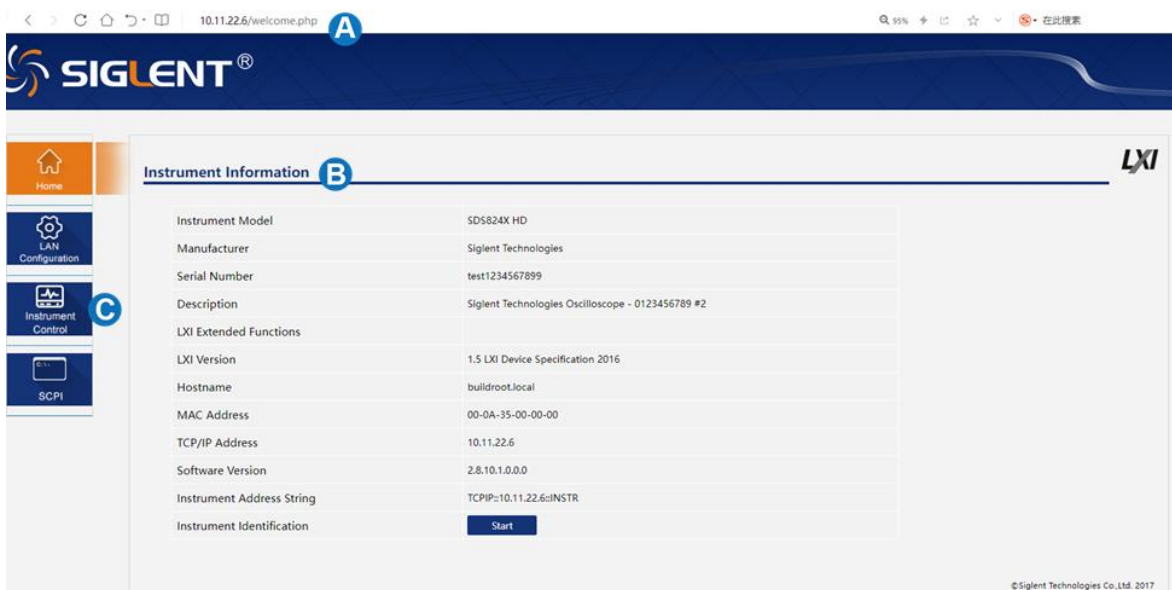 10.11.22.6/welcome.php
A
95%
在此搜索
SIGLENT®
Home
LAN
Configuration
Instrument
Control
C
SCPI
Instrument Information
B
LXI
Instrument Model SDS824X HD
Manufacturer Siglent Technologies
Serial Number test1234567899
Description Siglent Technologies Oscilloscope - 0123456789 #2
LXI Extended Functions
LXI Version 1.5 LXI Device Specification 2016
Hostname buildroot.local
MAC Address 00-0A-35-00-00-00
TCP/IP Address 10.11.22.6
Software Version 2.8.10.1.0.0.0
Instrument Address String TCPIP::10.11.22.6::INSTR
Instrument Identification Start
©Siglent Technologies Co.,Ltd. 2017